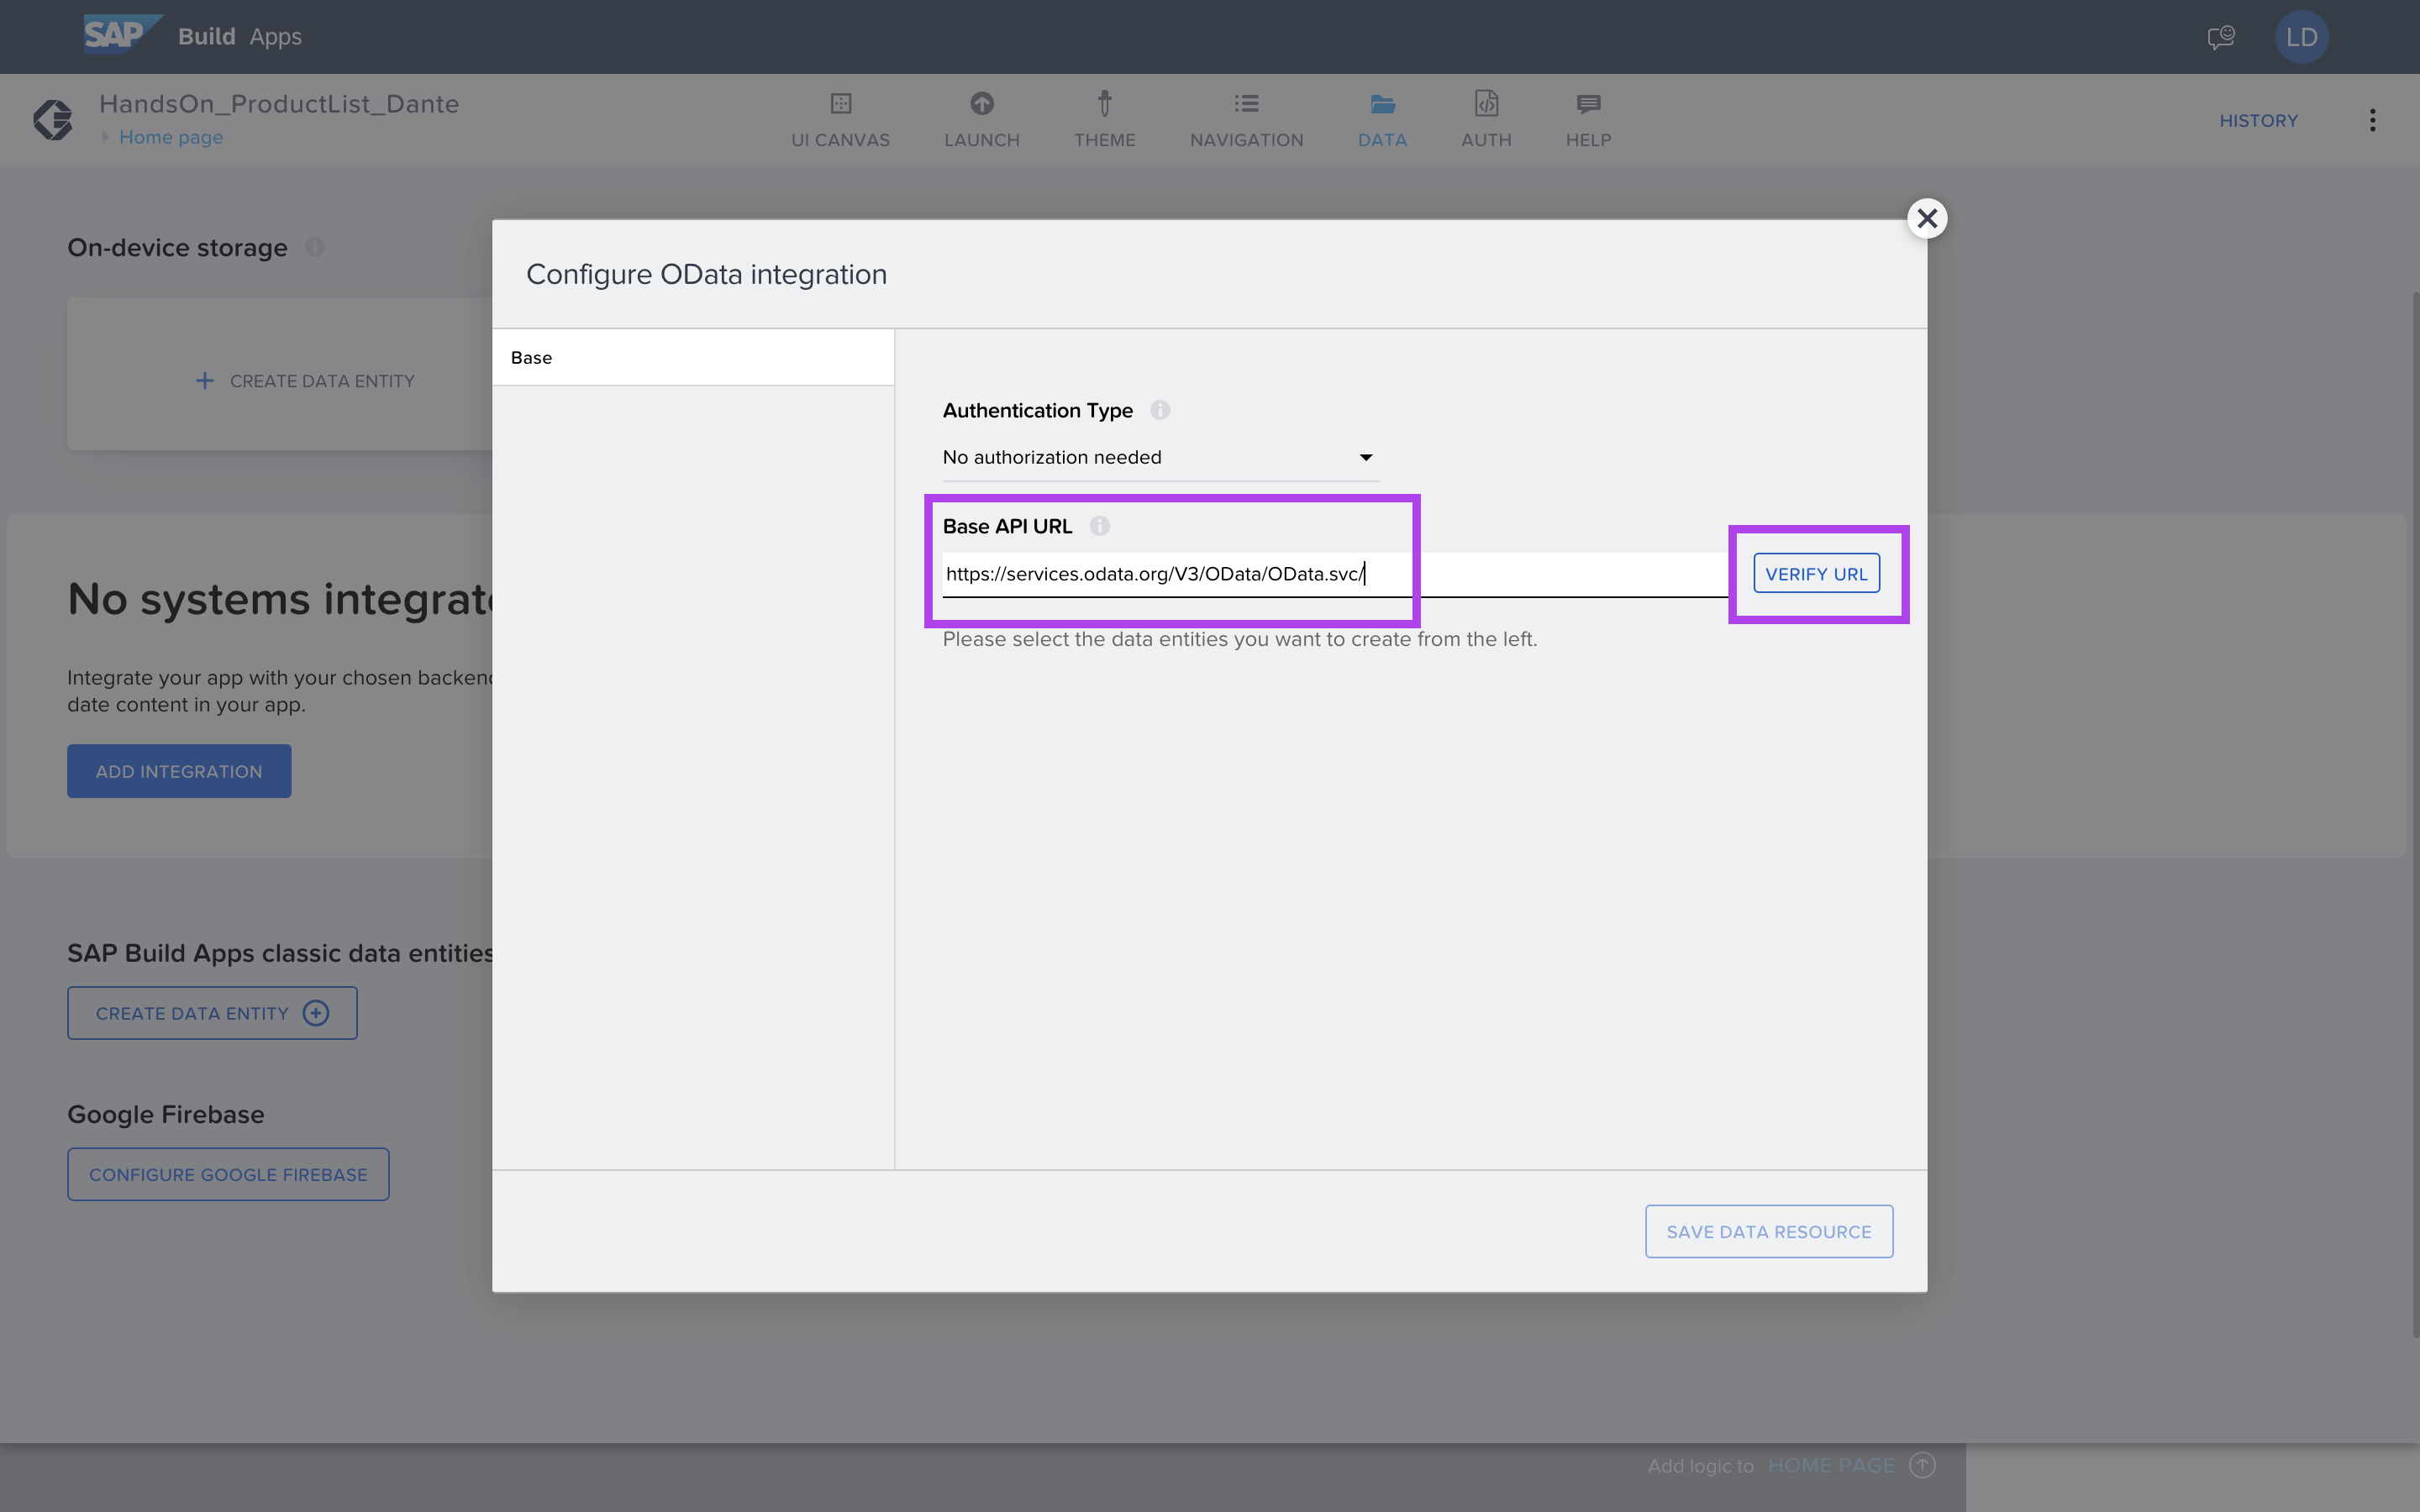 SAP Build Apps
LD
HandsOn_ProductList_Dante
Home page
UI CANVAS
LAUNCH
THEME
NAVIGATION
DATA
AUTH
HELP
HISTORY
On-device storage
CREATE DATA ENTITY
No systems integrat
Integrate your app with your chosen backen
date content in your app.
ADD INTEGRATION
SAP Build Apps classic data entities
CREATE DATA ENTITY
Google Firebase
CONFIGURE GOOGLE FIREBASE
Configure OData integration
Base
Authentication Type
No authorization needed
Base API URL
https://services.odata.org/V3/OData/OData.svc/
VERIFY URL
Please select the data entities you want to create from the left.
SAVE DATA RESOURCE
Add logic to HOME PAGE